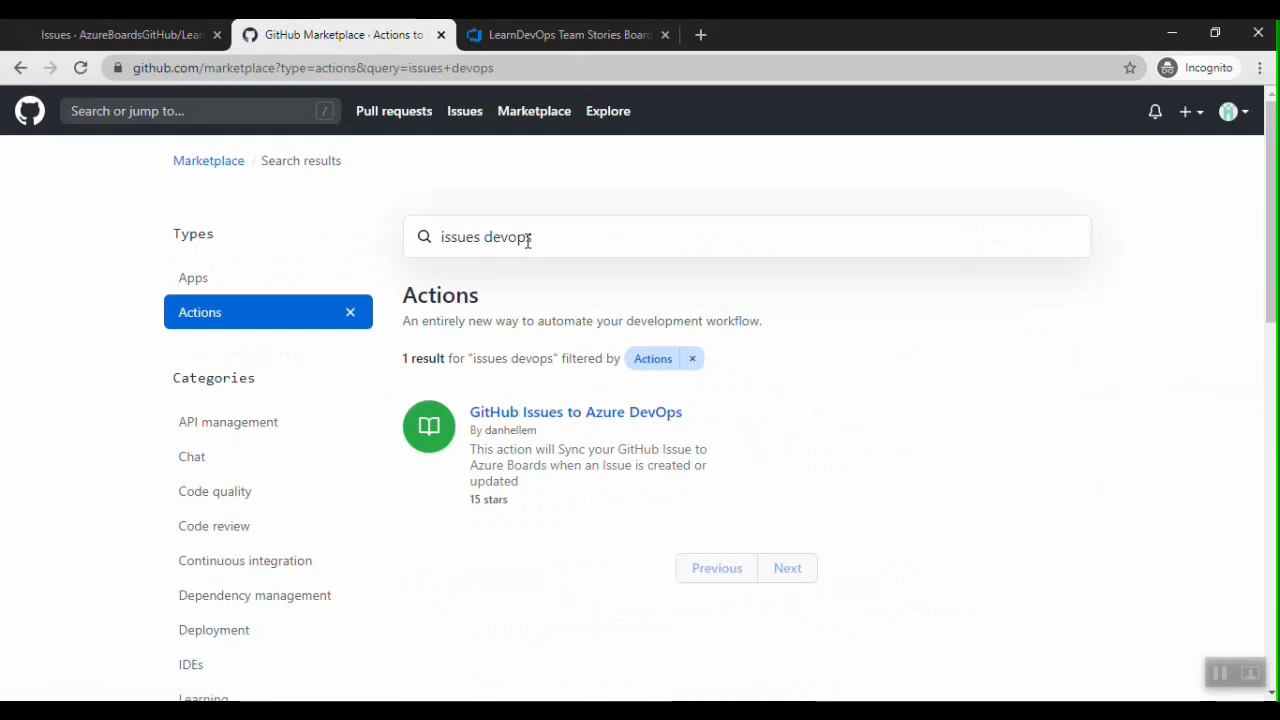 Issues · AzureBoardsGitHub/Lear
GitHub Marketplace · Actions to
LearnDevOps Team Stories Board
github.com/marketplace?type=actions&query=issues+devops
Incognito
Search or jump to...
/
Pull requests
Issues
Marketplace
Explore
Marketplace / Search results
Types
issues devops
Apps
Actions
Actions
An entirely new way to automate your development workflow.
1 result for "issues devops" filtered by Actions ×
Categories
API management
Chat
Code quality
Code review
Continuous integration
Dependency management
Deployment
IDEs
Learning
GitHub Issues to Azure DevOps
By danhellem
This action will Sync your GitHub Issue to
Azure Boards when an Issue is created or
updated
15 stars
Previous
Next